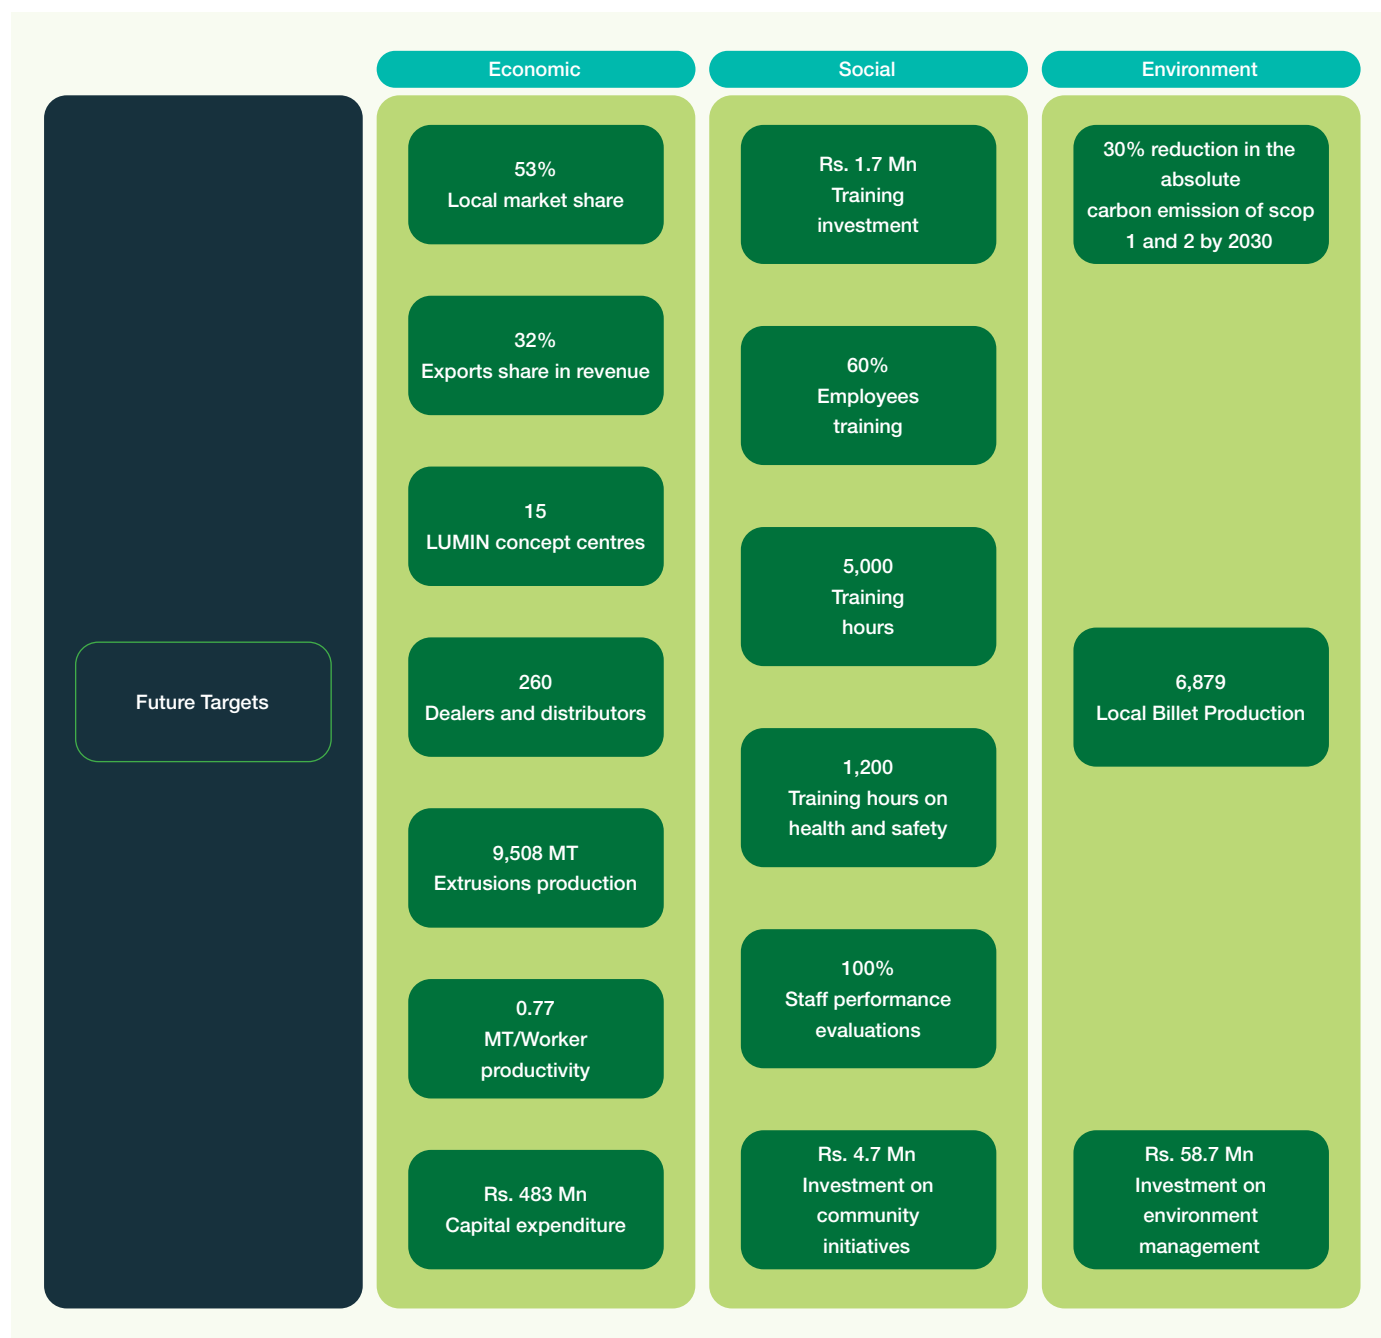 Economic
Social
Environment
Future Targets
53%
Local market share
32%
Exports share in revenue
15
LUMIN concept centres
260
Dealers and distributors
9,508 MT
Extrusions production
0.77
MT/Worker
productivity
Rs. 483 Mn
Capital expenditure
Rs. 1.7 Mn
Training
investment
60%
Employees
training
5,000
Training
hours
1,200
Training hours on
health and safety
100%
Staff performance
evaluations
Rs. 4.7 Mn
Investment on
community
initiatives
30% reduction in the
absolute
carbon emission of scop
1 and 2 by 2030
6,879
Local Billet Production
Rs. 58.7 Mn
Investment on
environment
management